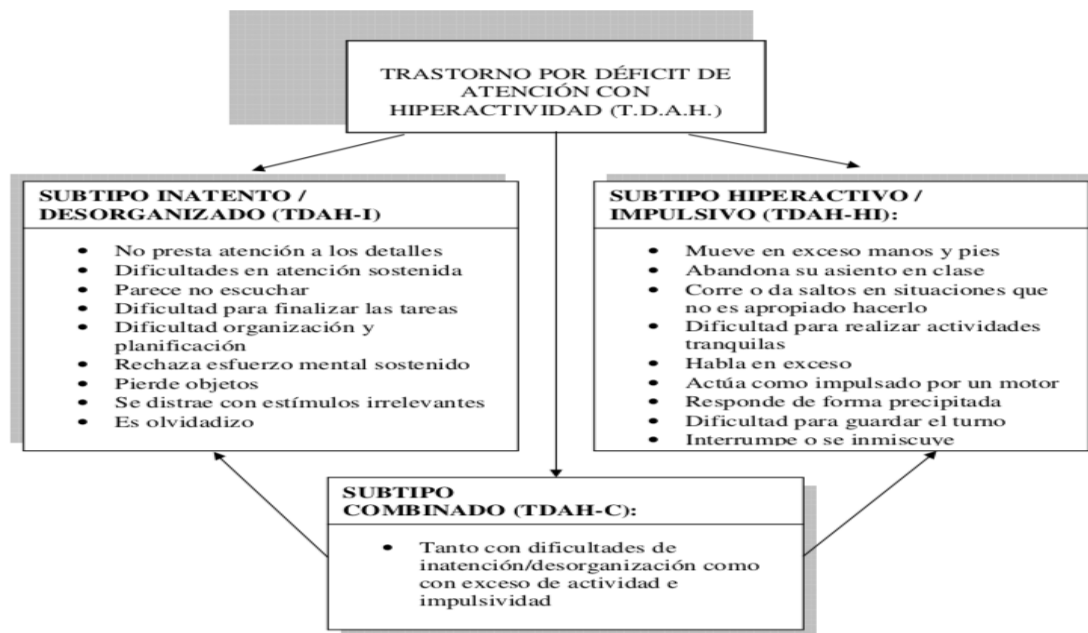 TRASTORNO POR DÉFICIT DE
ATENCIÓN CON
HIPERACTIVIDAD (T.D.A.H.)
SUBTIPO INATENTO /
DESORGANIZADO (TDAH-I)
• No presta atención a los detalles
• Dificultades en atención sostenida
• Parece no escuchar
• Dificultad para finalizar las tareas
• Dificultad organización y
planificación
• Rechaza esfuerzo mental sostenido
• Pierde objetos
• Se distrae con estímulos irrelevantes
• Es olvidadizo
SUBTIPO HIPERACTIVO /
IMPULSIVO (TDAH-HI):
• Mueve en exceso manos y pies
• Abandona su asiento en clase
• Corre o da saltos en situaciones que
no es apropiado hacerlo
• Dificultad para realizar actividades
tranquilas
• Habla en exceso
• Actúa como impulsado por un motor
• Responde de forma precipitada
• Dificultad para guardar el turno
• Interrumpe o se inmiscuye
SUBTIPO
COMBINADO (TDAH-C):
• Tanto con dificultades de
inatención/desorganización como
con exceso de actividad e
impulsividad